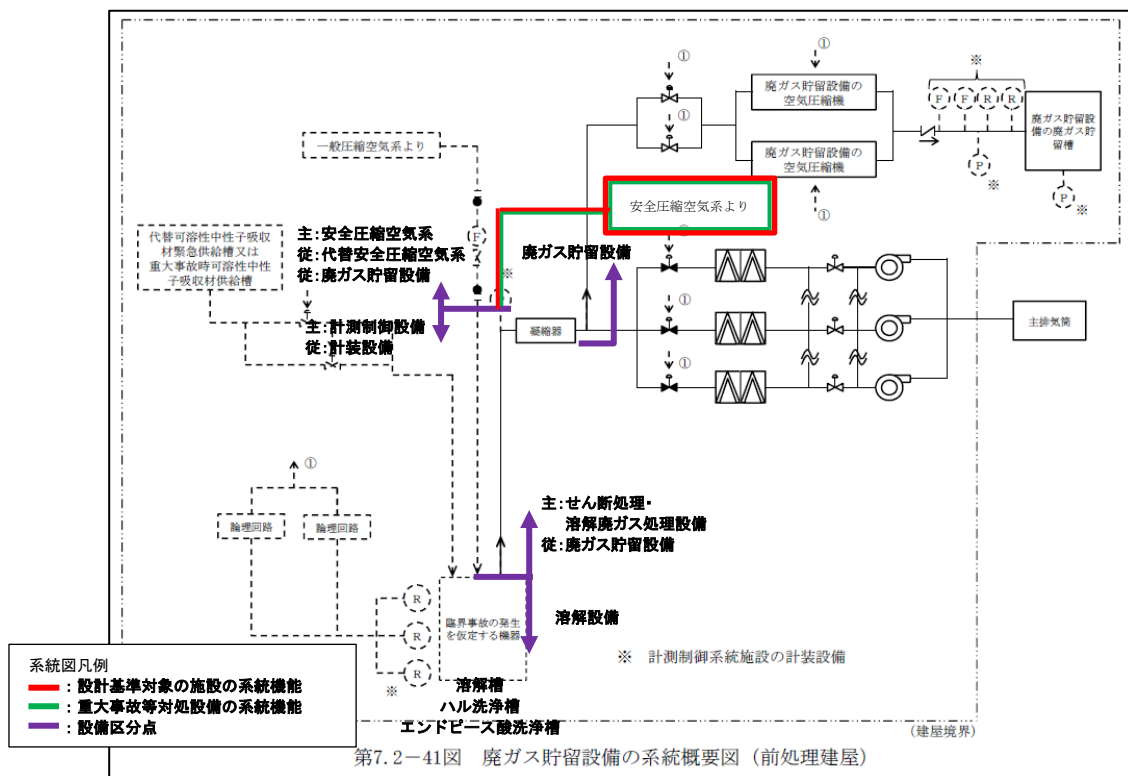 ①
①
※
廃ガス貯留設備の
空気圧縮機
F
F
R
R
①
廃ガス貯留設
備の廃ガス貯
留槽
一般圧縮空気系より
廃ガス貯留設備の
空気圧縮機
P
※
P
※
①
安全圧縮空気系より
代替可溶性中性子吸収
材緊急供給槽又は
重大事故時可溶性中性
子吸収材供給槽
F
主:安全圧縮空気系
従:代替安全圧縮空気系
従:廃ガス貯留設備
※
廃ガス貯留設備
①
①
主:計測制御設備
従:計装設備
凝縮器
主排気筒
①
①
論理回路
論理回路
主:せん断処理・
溶解廃ガス処理設備
従:廃ガス貯留設備
R
臨界事故の発生
を仮定する機器
溶解設備
R
R
※
※ 計測制御系統施設の計装設備
溶解槽
ハル洗浄槽
エンドピース酸洗浄槽
系統図凡例
:設計基準対象の施設の系統機能
:重大事故等対処設備の系統機能
:設備区分点
(建屋境界)
第7.2-41図 廃ガス貯留設備の系統概要図(前処理建屋)